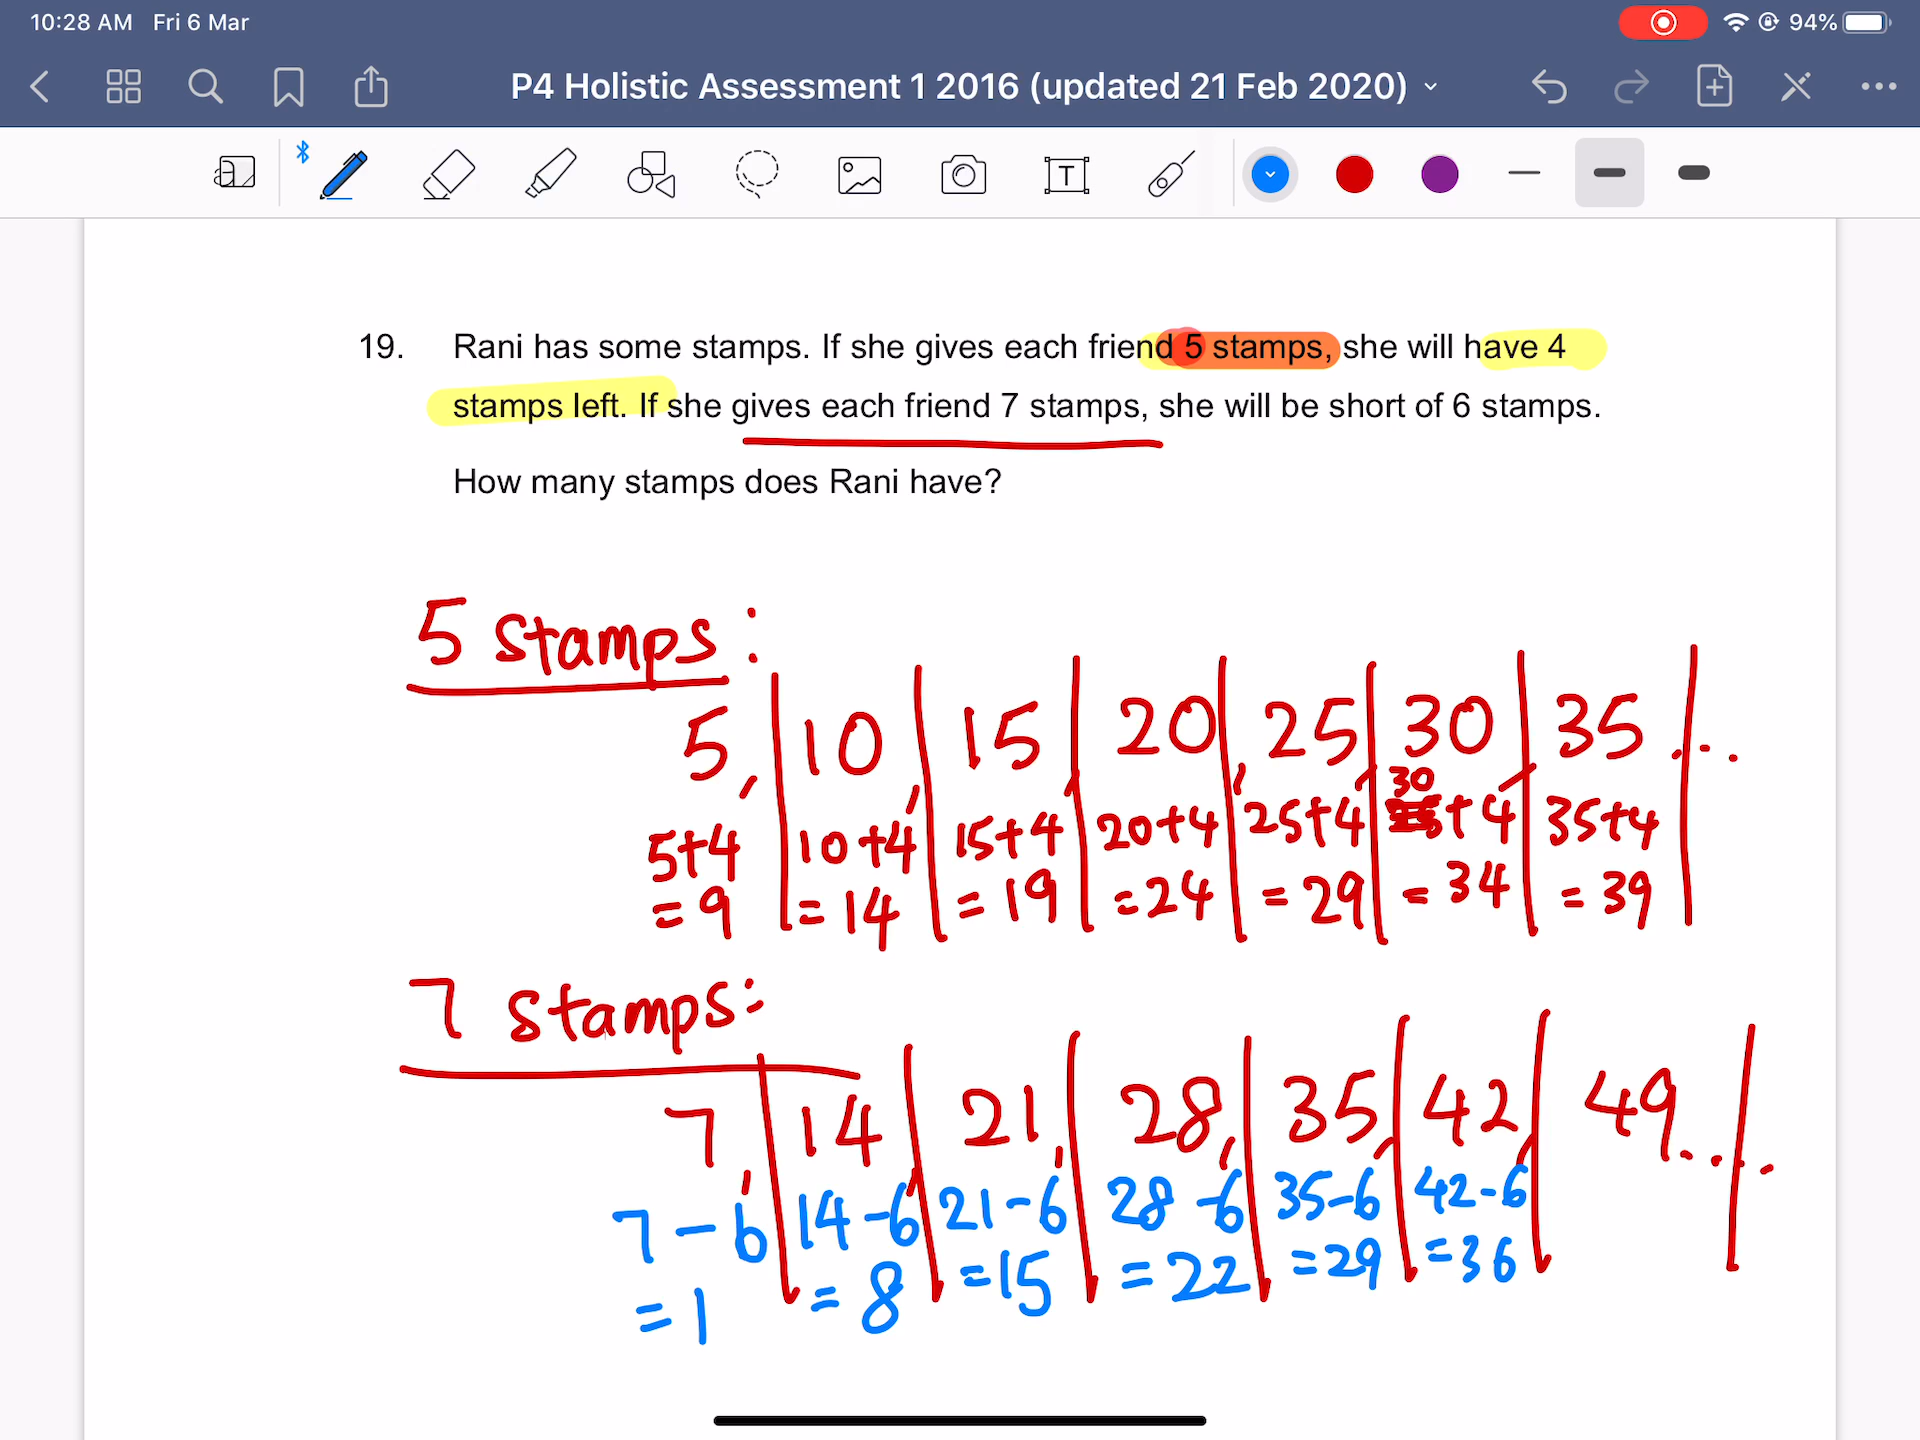 10:28 AM Fri 6 Mar 94%
P4 Holistic Assessment 1 2016 (updated 21 Feb 2020)
a T
19. Rani has some stamps. If she gives each friend 5 stamps, she will have 4
stamps left. If she gives each friend 7 stamps, she will be short of 6 stamps.
How many stamps does Rani have?
5 stamps:
5, 10, 15, 20, 25, 30, 35 ...
30
5+4 10+4 15+4 20+4 25+4 +4 35+4
=9 =14 =19 =24 =29 =34 =39
7 stamps:
7, 14, 21, 28, 35, 42, 49 ....
7-6 14-6 21-6 28-6 35-6 42-6
=1 =8 =15 =22 =29 =36